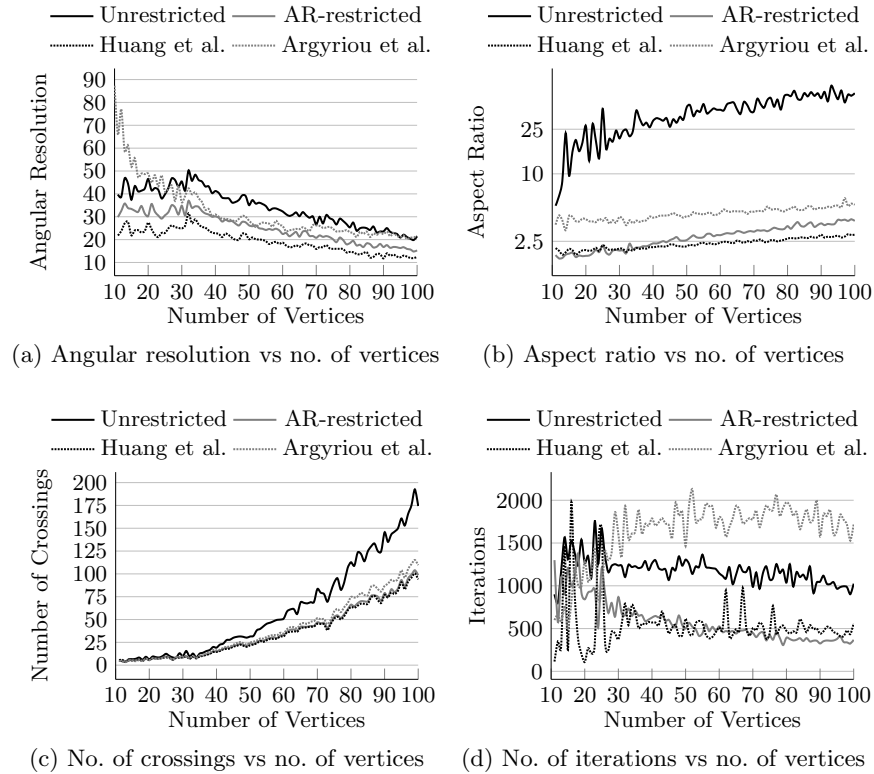 Unrestricted AR-restricted
Huang et al. Argyriou et al.
90
80
70
60
50
40
30
20
10
Angular Resolution
10 20 30 40 50 60 70 80 90 100
Number of Vertices
(a) Angular resolution vs no. of vertices
Unrestricted AR-restricted
Huang et al. Argyriou et al.
25
10
2.5
Aspect Ratio
10 20 30 40 50 60 70 80 90 100
Number of Vertices
(b) Aspect ratio vs no. of vertices
Unrestricted AR-restricted
Huang et al. Argyriou et al.
200
175
150
125
100
75
50
25
0
Number of Crossings
10 20 30 40 50 60 70 80 90 100
Number of Vertices
(c) No. of crossings vs no. of vertices
Unrestricted AR-restricted
Huang et al. Argyriou et al.
2000
1500
1000
500
0
Iterations
10 20 30 40 50 60 70 80 90 100
Number of Vertices
(d) No. of iterations vs no. of vertices